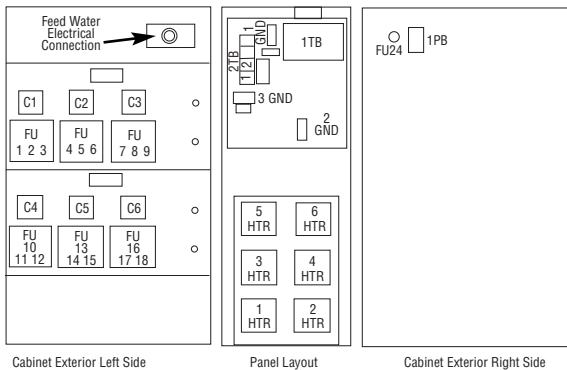 Feed Water
Electrical
Connection
C1
C2
C3
FU
1 2 3
FU
4 5 6
FU
7 8 9
C4
C5
C6
FU
10
11 12
FU
13
14 15
FU
16
17 18
Cabinet Exterior Left Side
1
GND
1TB
2TB
1 2
3 GND
2
GND
5
HTR
6
HTR
3
HTR
4
HTR
1
HTR
2
HTR
Panel Layout
FU24
1PB
Cabinet Exterior Right Side